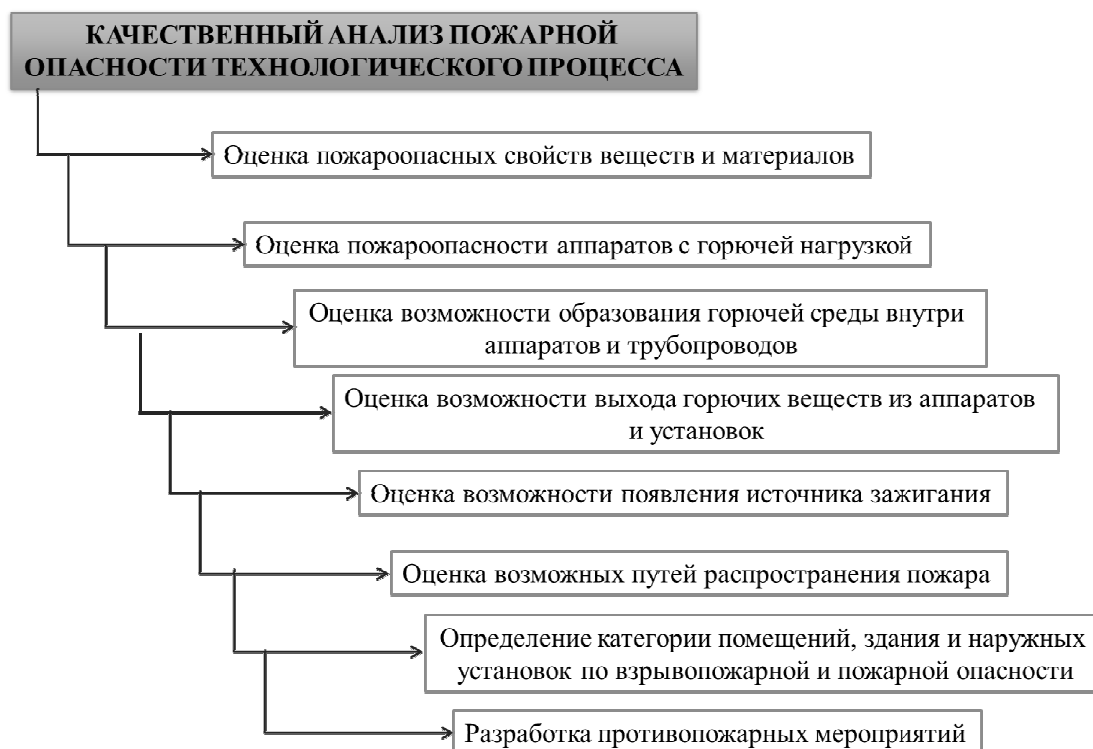 КАЧЕСТВЕННЫЙ АНАЛИЗ ПОЖАРНОЙ
ОПАСНОСТИ ТЕХНОЛОГИЧЕСКОГО ПРОЦЕССА
Оценка пожароопасных свойств веществ и материалов
Оценка пожароопасности аппаратов с горючей нагрузкой
Оценка возможности образования горючей среды внутри
аппаратов и трубопроводов
Оценка возможности выхода горючих веществ из аппаратов
и установок
Оценка возможности появления источника зажигания
Оценка возможных путей распространения пожара
Определение категории помещений, здания и наружных
установок по взрывопожарной и пожарной опасности
Разработка противопожарных мероприятий